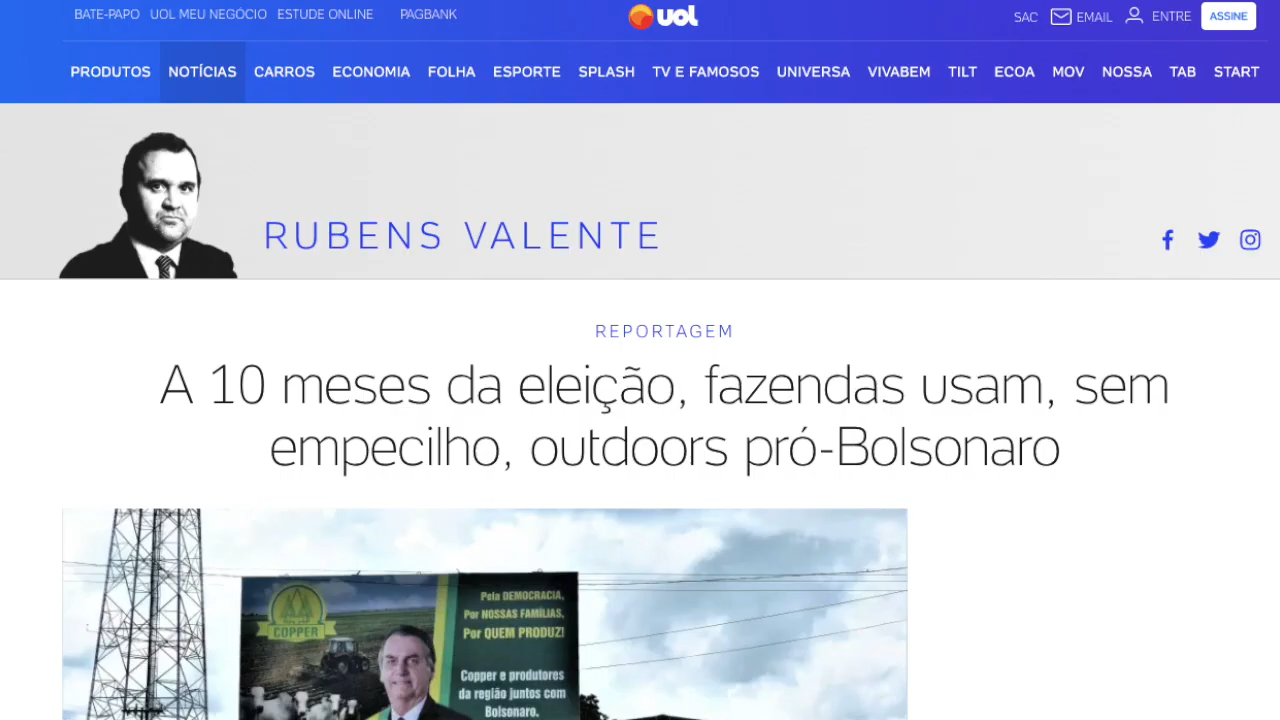 BATE-PAPO UOL MEU NEGÓCIO ESTUDE ONLINE PAGBANK
uol
SAC EMAIL ENTRE ASSINE
PRODUTOS NOTÍCIAS CARROS ECONOMIA FOLHA ESPORTE SPLASH TV E FAMOSOS UNIVERSA VIVABEM TILT ECOA MOV NOSSA TAB START
RUBENS VALENTE
REPORTAGEM
A 10 meses da eleição, fazendas usam, sem
empecilho, outdoors pró-Bolsonaro
COPPER
Pela DEMOCRACIA,
Por NOSSAS FAMÍLIAS,
Por QUEM PRODUZ!
Copper e produtores
da região juntos com
Bolsonaro.